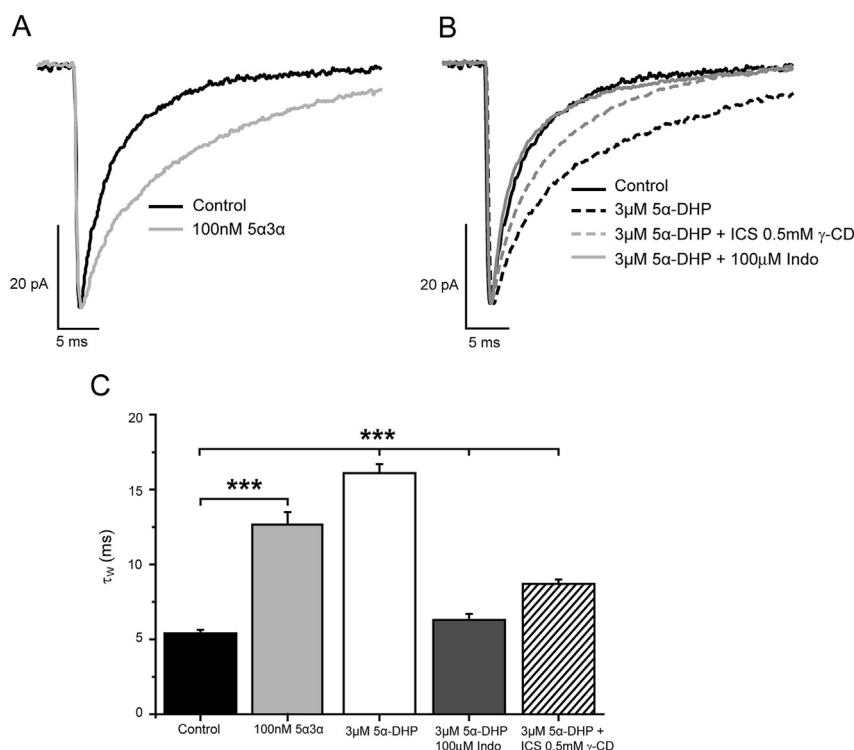 A
Control
100nM 5α3α
20 pA
5 ms
B
Control
3µM 5α-DHP
3µM 5α-DHP + ICS 0.5mM γ-CD
3µM 5α-DHP + 100µM Indo
20 pA
5 ms
C
τw (ms)
20
15
10
5
0
***
***
Control
100nM 5α3α
3µM 5α-DHP
3µM 5α-DHP
100µM Indo
3µM 5α-DHP +
ICS 0.5mM γ-CD